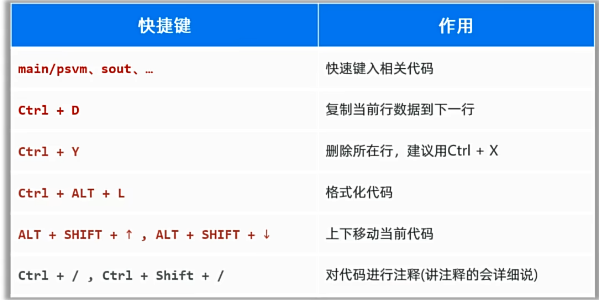 快捷键 作用
main/psvm、sout、… 快速键入相关代码
Ctrl + D 复制当前行数据到下一行
Ctrl + Y 删除所在行，建议用Ctrl + X
Ctrl + ALT + L 格式化代码
ALT + SHIFT + ↑ , ALT + SHIFT + ↓ 上下移动当前代码
Ctrl + / , Ctrl + Shift + / 对代码进行注释(讲注释的会详细说)